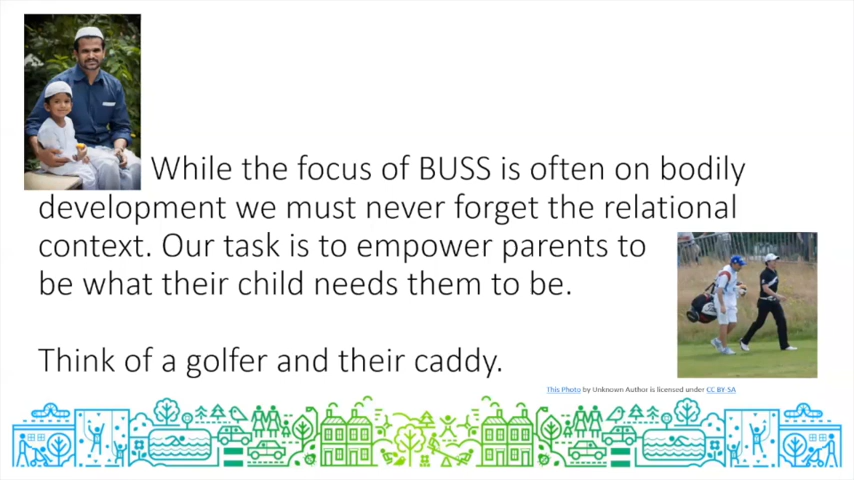 While the focus of BUSS is often on bodily
development we must never forget the relational
context. Our task is to empower parents to
be what their child needs them to be.
Think of a golfer and their caddy.
This Photo by Unknown Author is licensed under CC BY-SA